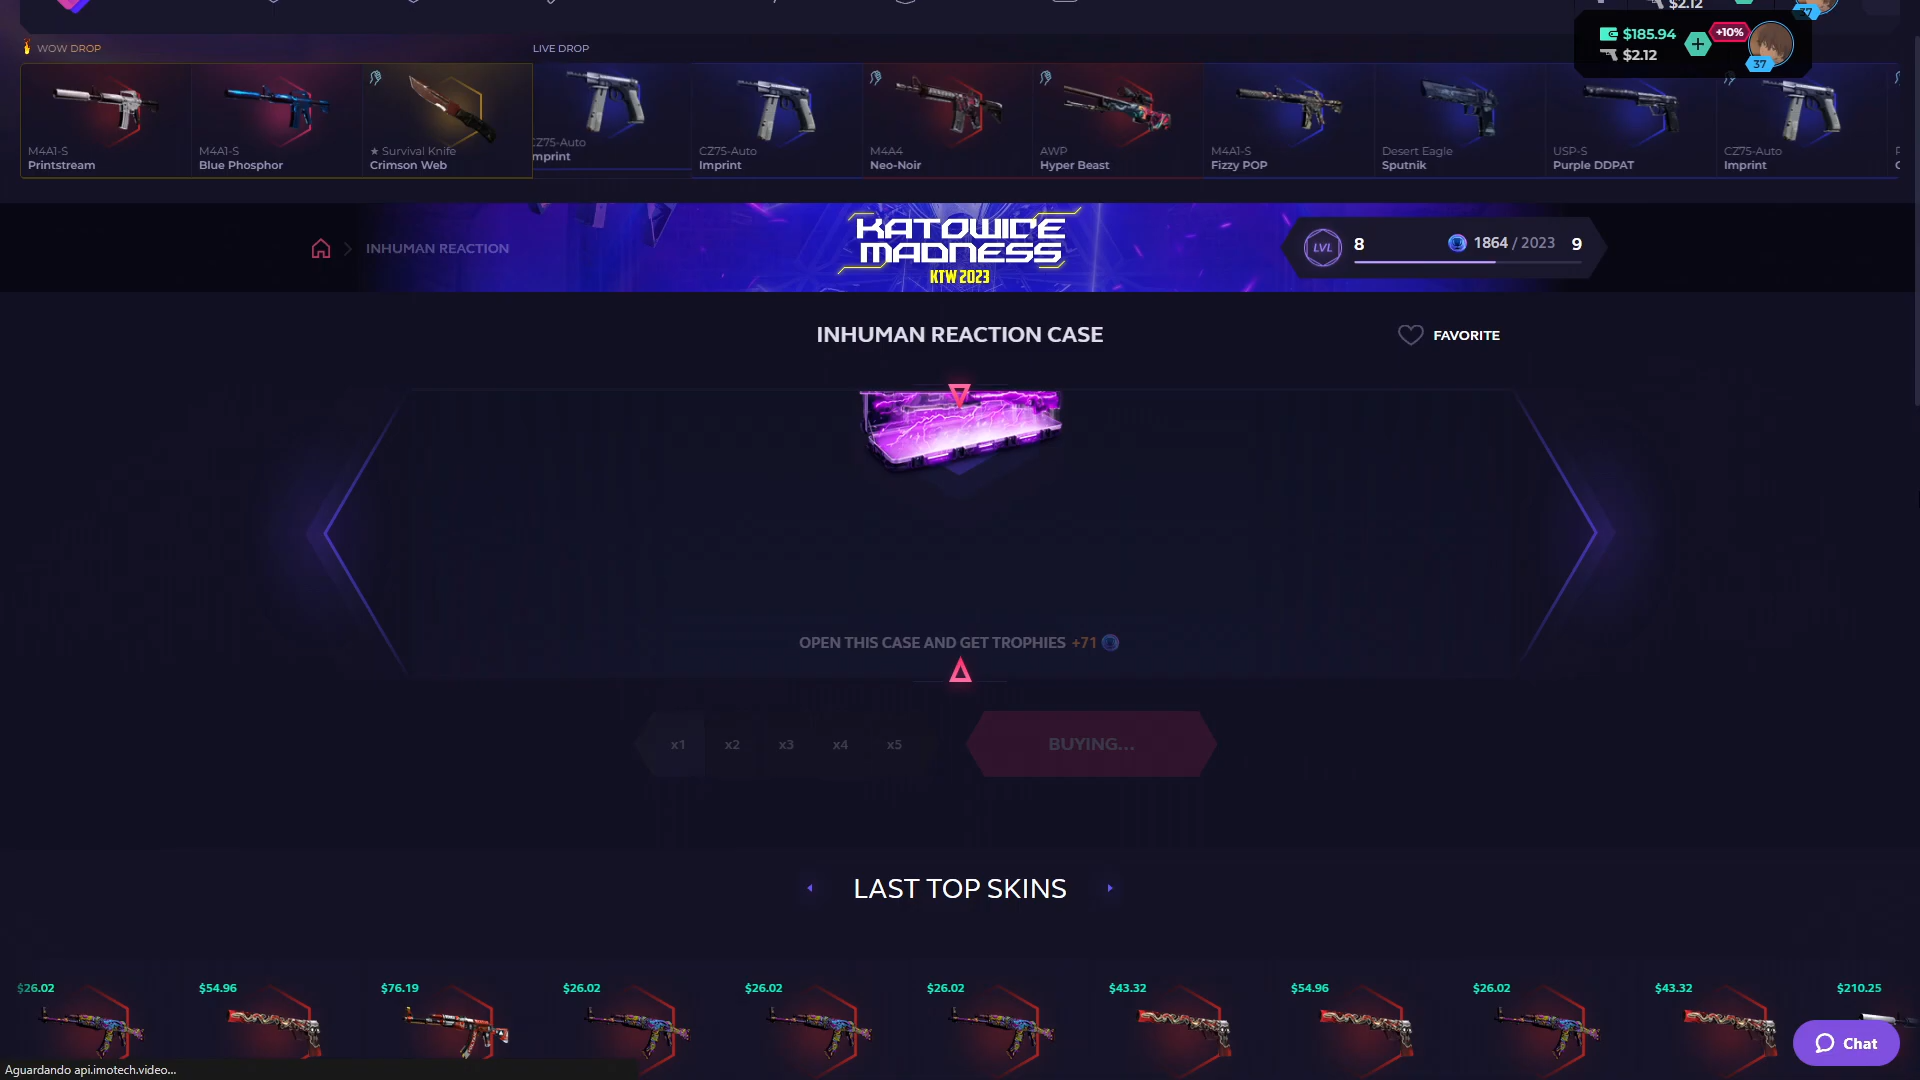 $2.12
37
WOW DROP
LIVE DROP
$185.94
+10%
$2.12
37
M4A1-S
Printstream
M4A1-S
Blue Phosphor
★ Survival Knife
Crimson Web
CZ75-Auto
mprint
CZ75-Auto
Imprint
M4A4
Neo-Noir
AWP
Hyper Beast
M4A1-S
Fizzy POP
Desert Eagle
Sputnik
USP-S
Purple DDPAT
CZ75-Auto
Imprint
INHUMAN REACTION
KATOWICE
MADNESS
KTW 2023
LVL
8
1864 / 2023
9
INHUMAN REACTION CASE
FAVORITE
OPEN THIS CASE AND GET TROPHIES +71
x1
x2
x3
x4
x5
BUYING...
LAST TOP SKINS
$26.02
$54.96
$76.19
$26.02
$26.02
$26.02
$43.32
$54.96
$26.02
$43.32
$210.25
Chat
Aguardando api.imotech.video...